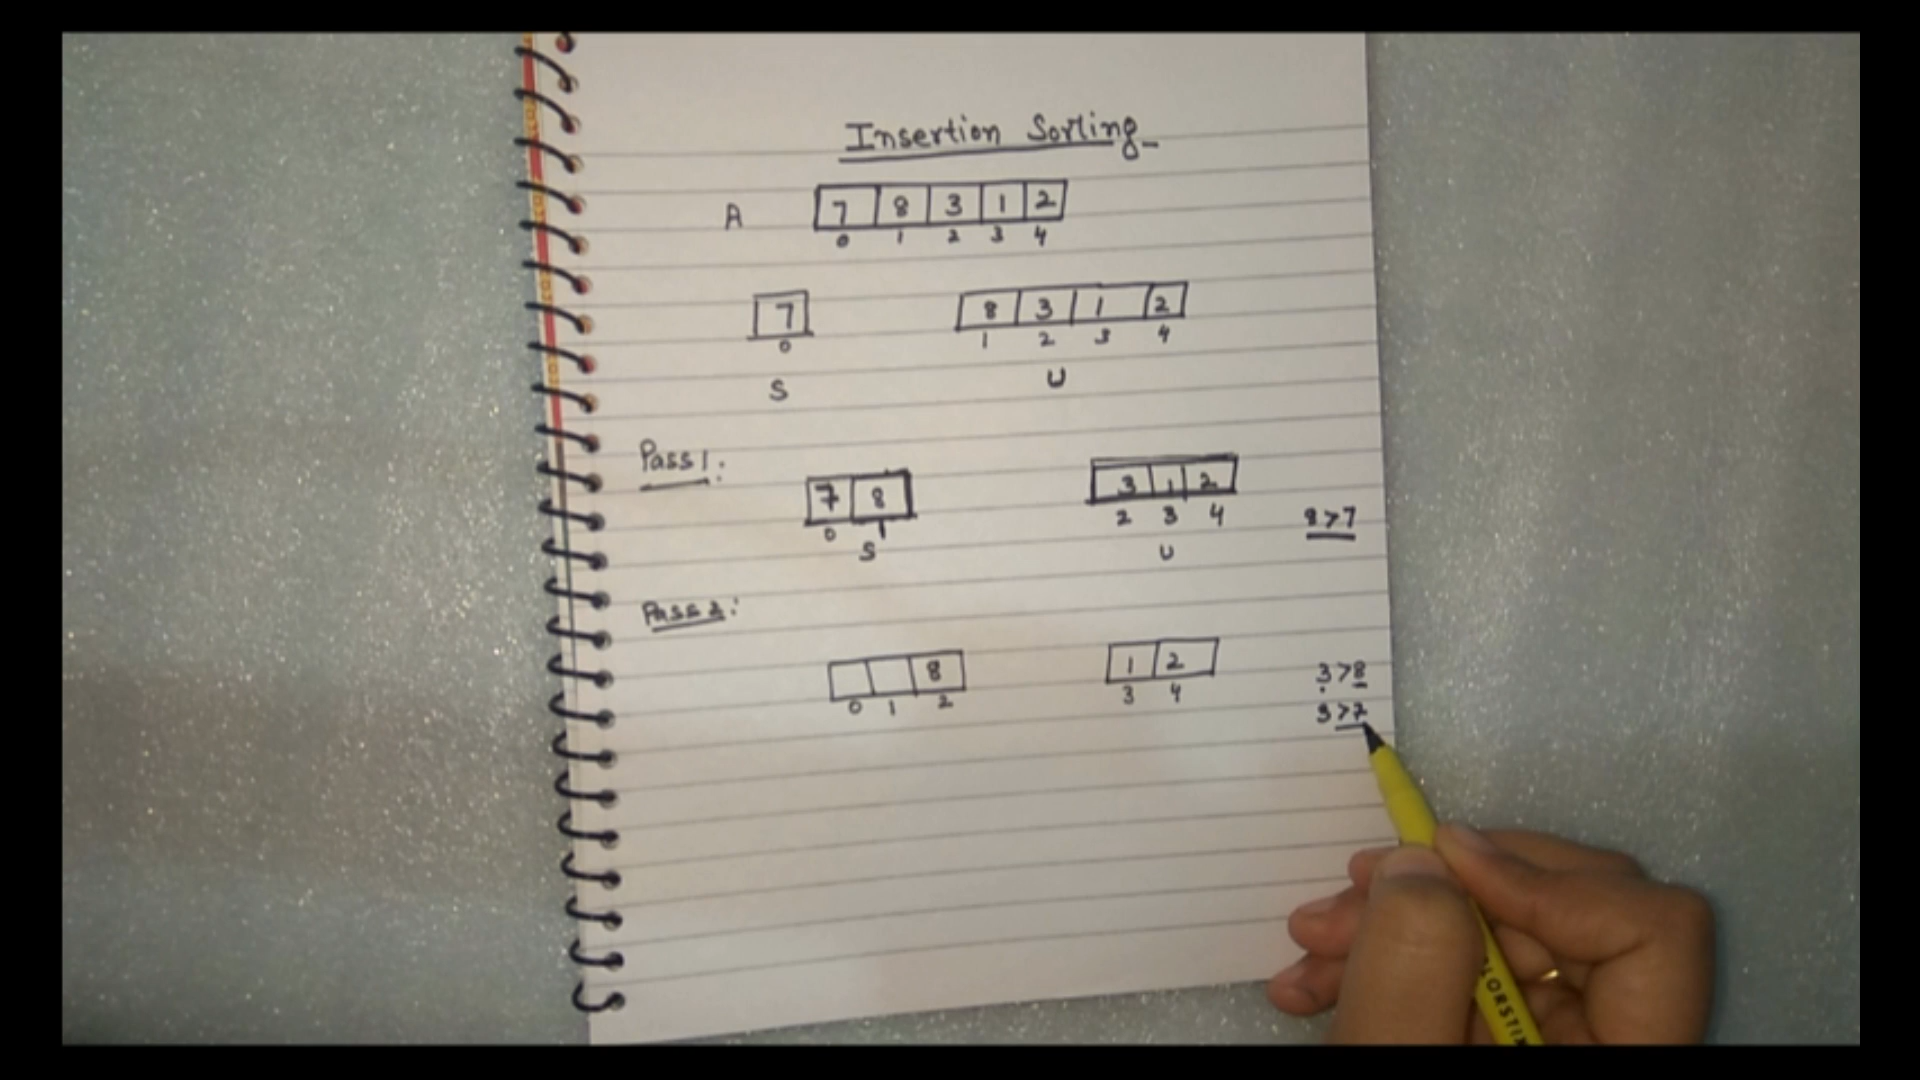 Insertion Sorting
A 7 8 3 1 2
0 1 2 3 4
7 8 3 1 2
0 1 2 3 4
S U
Pass 1:
7 8 3 1 2
0 1 2 3 4 8>7
S U
Pass 2:
8 1 2 3>8
0 1 2 3 4
3>7